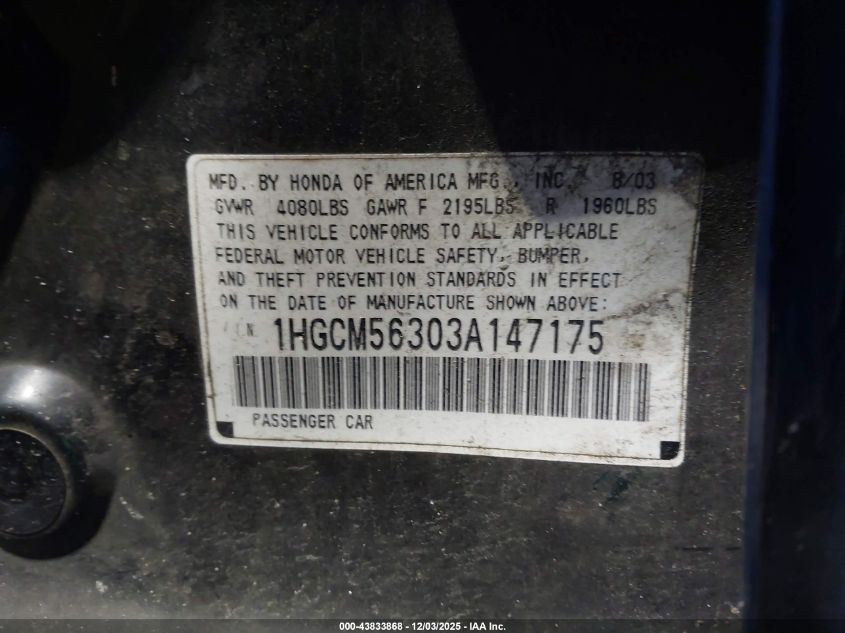 MFD. BY HONDA OF AMERICA MFG., INC. 8/03
GVWR 4080LBS GAWR F 2195LBS R 1960LBS
THIS VEHICLE CONFORMS TO ALL APPLICABLE
FEDERAL MOTOR VEHICLE SAFETY, BUMPER,
AND THEFT PREVENTION STANDARDS IN EFFECT
ON THE DATE OF MANUFACTURE SHOWN ABOVE:
1HGCM56303A147175
PASSENGER CAR
000-43833868 - 12/03/2025 - IAA Inc.